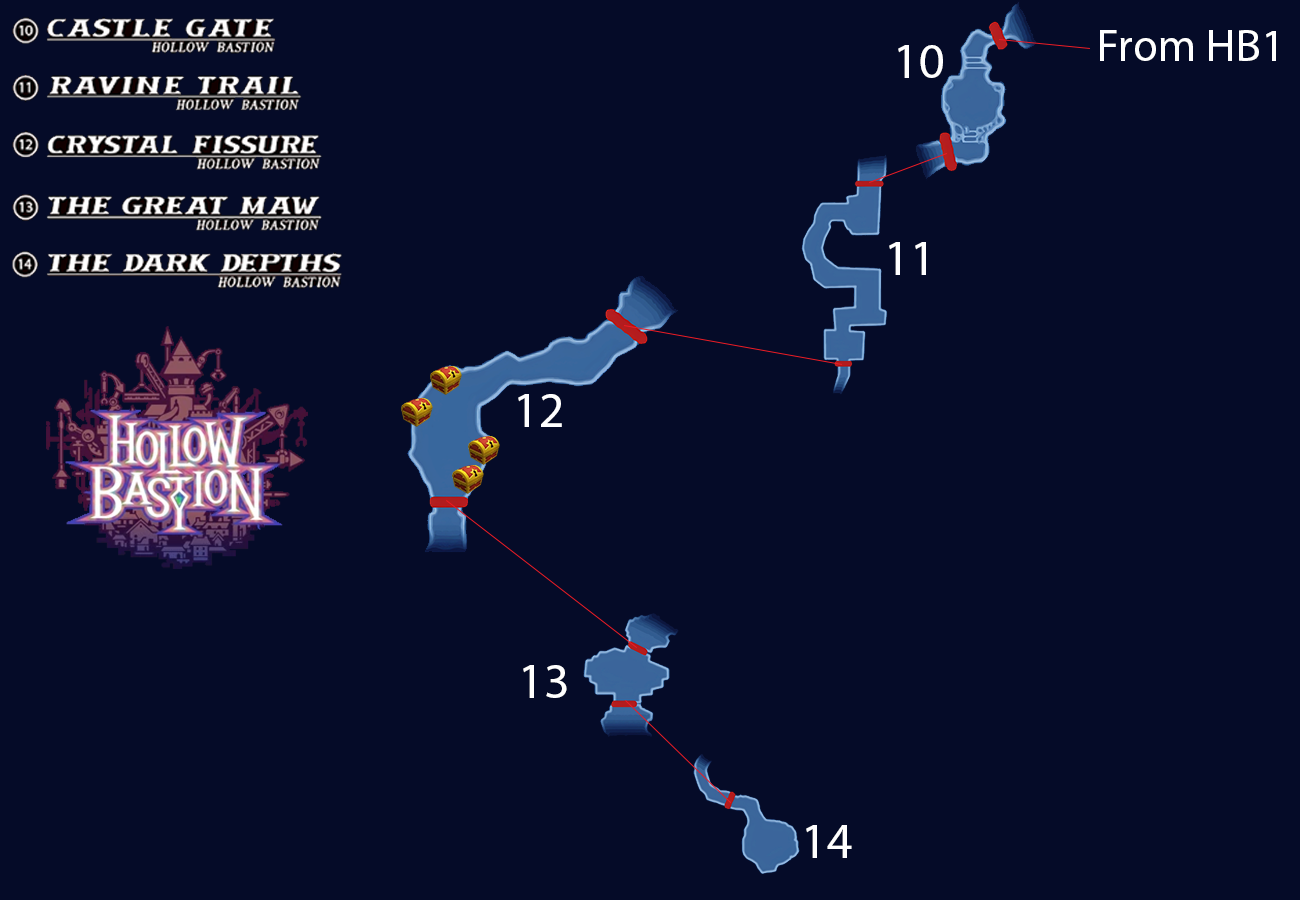 10 CASTLE GATE
HOLLOW BASTION
11 RAVINE TRAIL
HOLLOW BASTION
12 CRYSTAL FISSURE
HOLLOW BASTION
13 THE GREAT MAW
HOLLOW BASTION
14 THE DARK DEPTHS
HOLLOW BASTION
HOLLOW
BASTION
From HB1
10
11
12
13
14